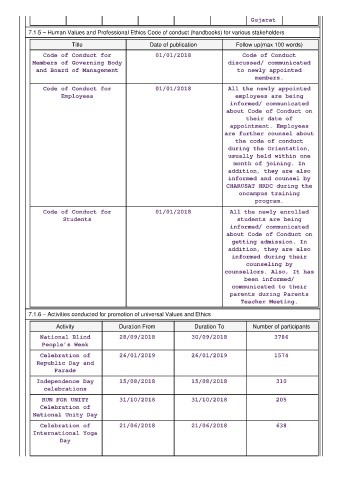 Gujarat
7.1.5 – Human Values and Professional Ethics Code of conduct (handbooks) for various stakeholders
Title Date of publication Follow up(max 100 words)
Code of Conduct for Members of Governing Body and Board of Management 01/01/2018 Code of Conduct discussed/ communicated to newly appointed members.
Code of Conduct for Employees 01/01/2018 All the newly appointed employees are being informed/ communicated about Code of Conduct on their date of appointment. Employees are further counsel about the code of conduct during the Orientation, usually held within one month of joining. In addition, they are also informed and counsel by CHARUSAT HRDC during the oncampus training program.
Code of Conduct for Students 01/01/2018 All the newly enrolled students are being informed/ communicated about Code of Conduct on getting admission. In addition, they are also informed during their counseling by counsellors. Also, It has been informed/ communicated to their parents during Parents Teacher Meeting.
7.1.6 – Activities conducted for promotion of universal Values and Ethics
Activity Duration From Duration To Number of participants
National Blind People's Week 28/09/2018 30/09/2018 3786
Celebration of Republic Day and Parade 26/01/2019 26/01/2019 1574
Independence Day celebrations 15/08/2018 15/08/2018 310
RUN FOR UNITY Celebration of National Unity Day 31/10/2018 31/10/2018 205
Celebration of International Yoga Day 21/06/2018 21/06/2018 638